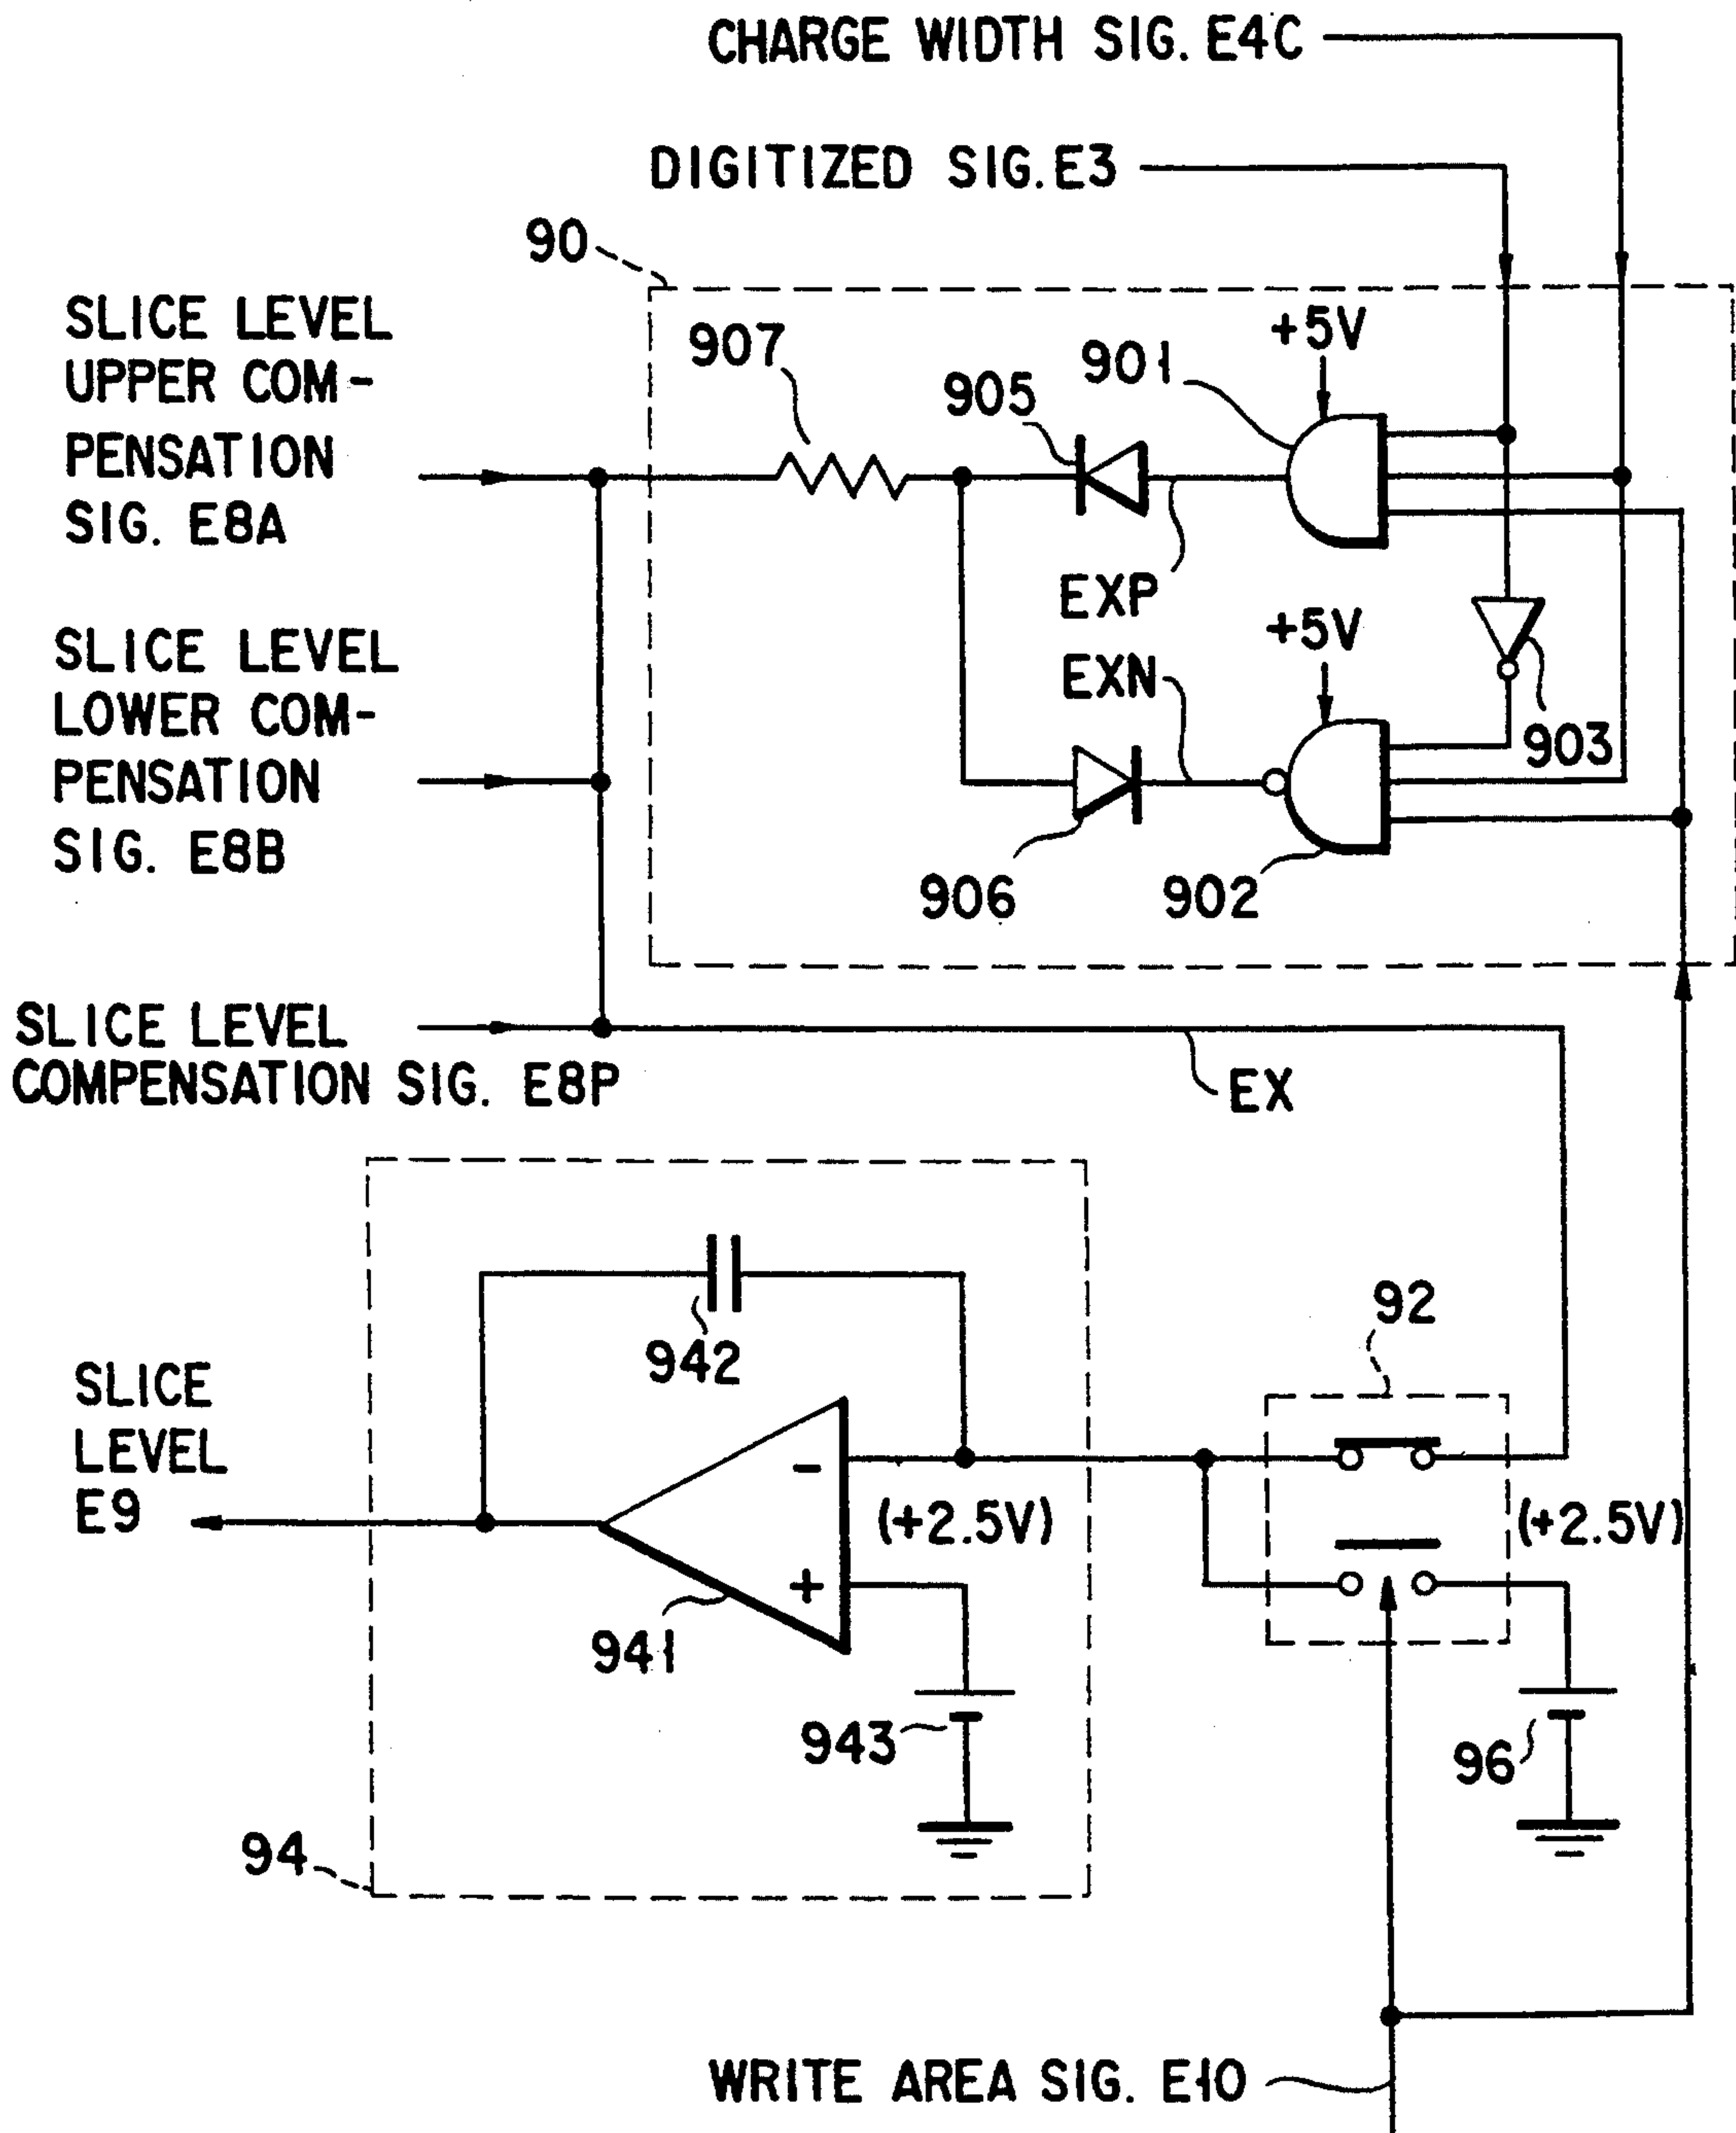 CHARGE WIDTH SIG. E4C
DIGITIZED SIG. E3
90
SLICE LEVEL
UPPER COM-
PENSATION
SIG. E8A
907
905
901
+5V
EXP
+5V
EXN
903
906
902
SLICE LEVEL
LOWER COM-
PENSATION
SIG. E8B
SLICE LEVEL
COMPENSATION SIG. E8P
EX
92
942
SLICE
LEVEL
E9
-
(+2.5V)
(+2.5V)
+
941
943
96
94
WRITE AREA SIG. E10